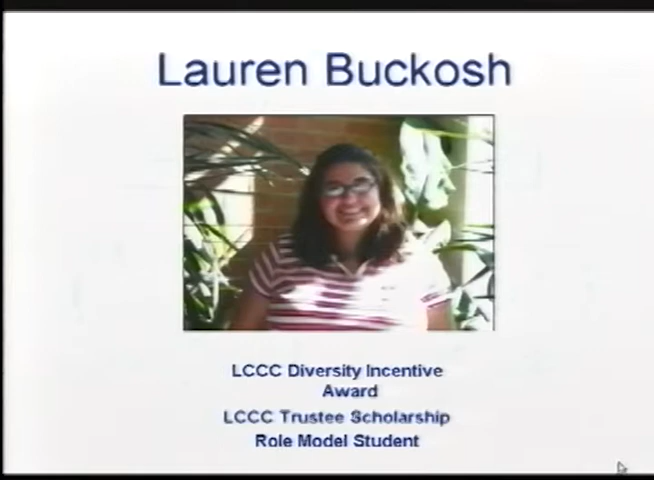 Lauren Buckosh
LCCC Diversity Incentive
Award
LCCC Trustee Scholarship
Role Model Student